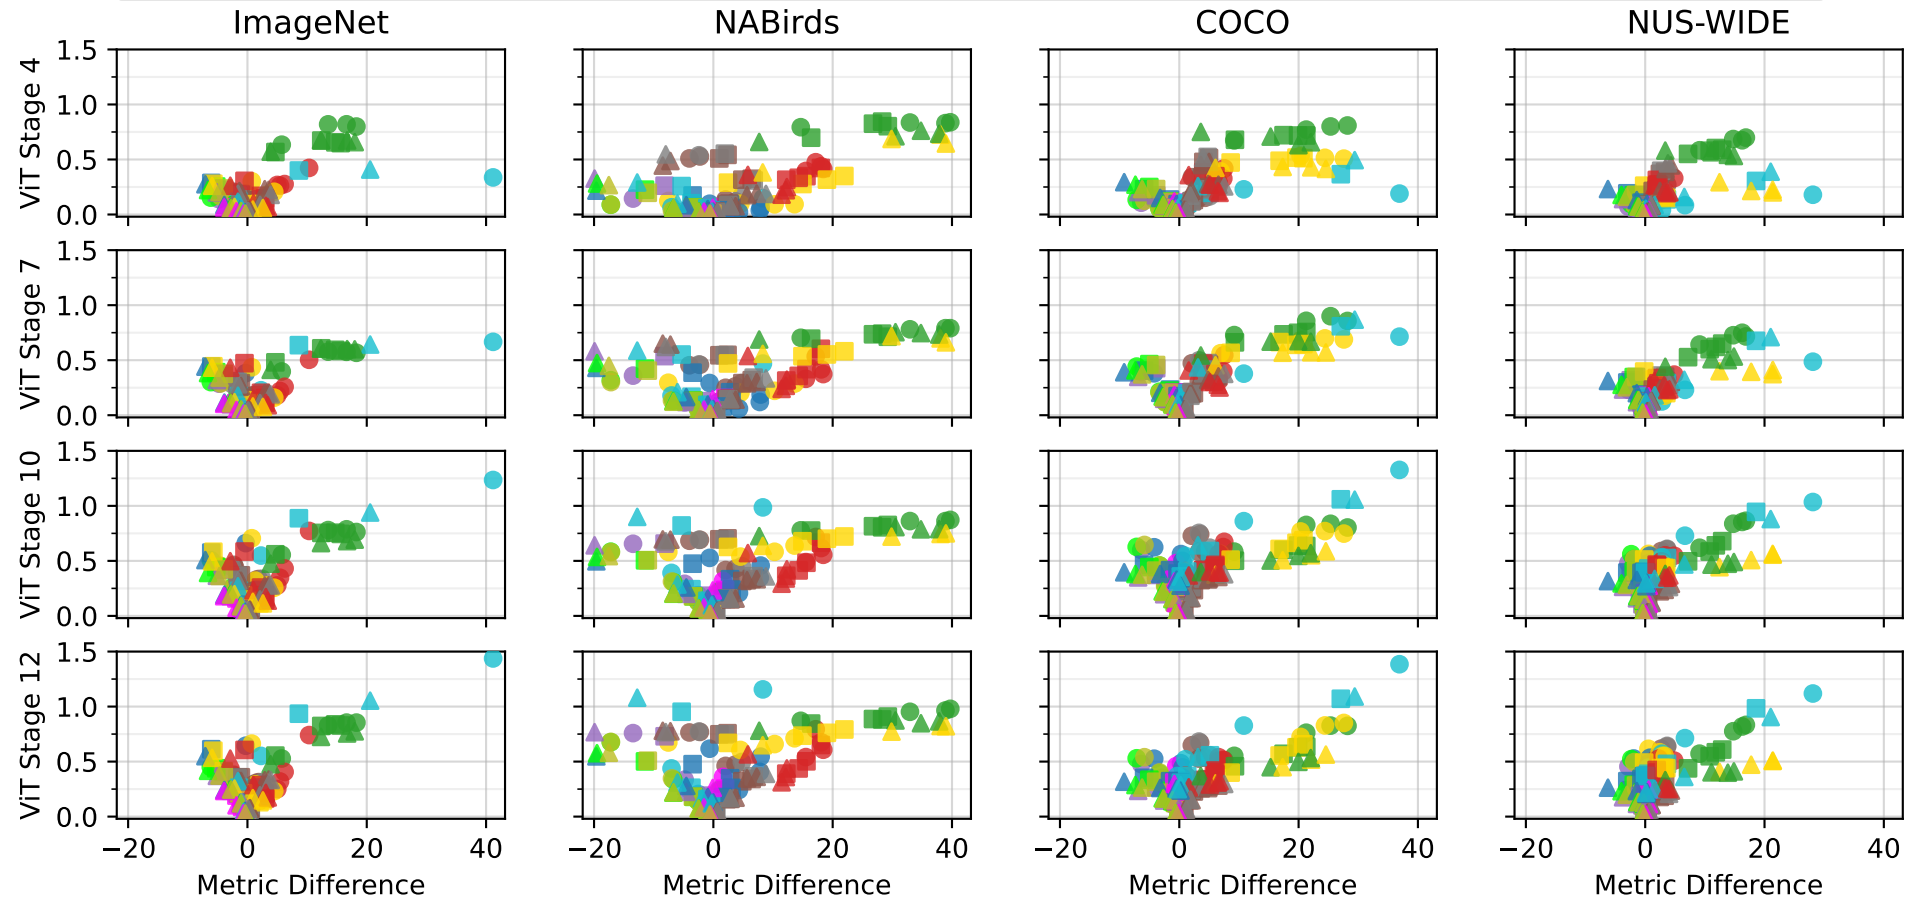 ImageNet NABirds COCO NUS-WIDE
ViT Stage 4
1.5
1.0
0.5
0.0
ViT Stage 7
1.5
1.0
0.5
0.0
ViT Stage 10
1.5
1.0
0.5
0.0
ViT Stage 12
1.5
1.0
0.5
0.0
−20 0 20 40 −20 0 20 40 −20 0 20 40 −20 0 20 40
Metric Difference Metric Difference Metric Difference Metric Difference